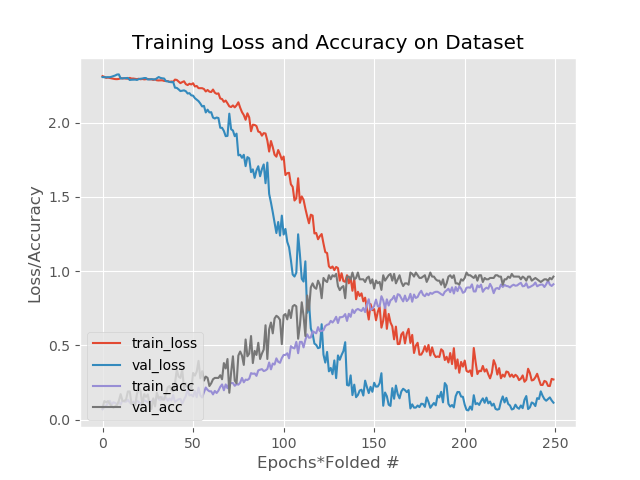 Training Loss and Accuracy on Dataset
Loss/Accuracy
2.0
1.5
1.0
0.5
0.0
train_loss
val_loss
train_acc
val_acc
0 50 100 150 200 250
Epochs*Folded #